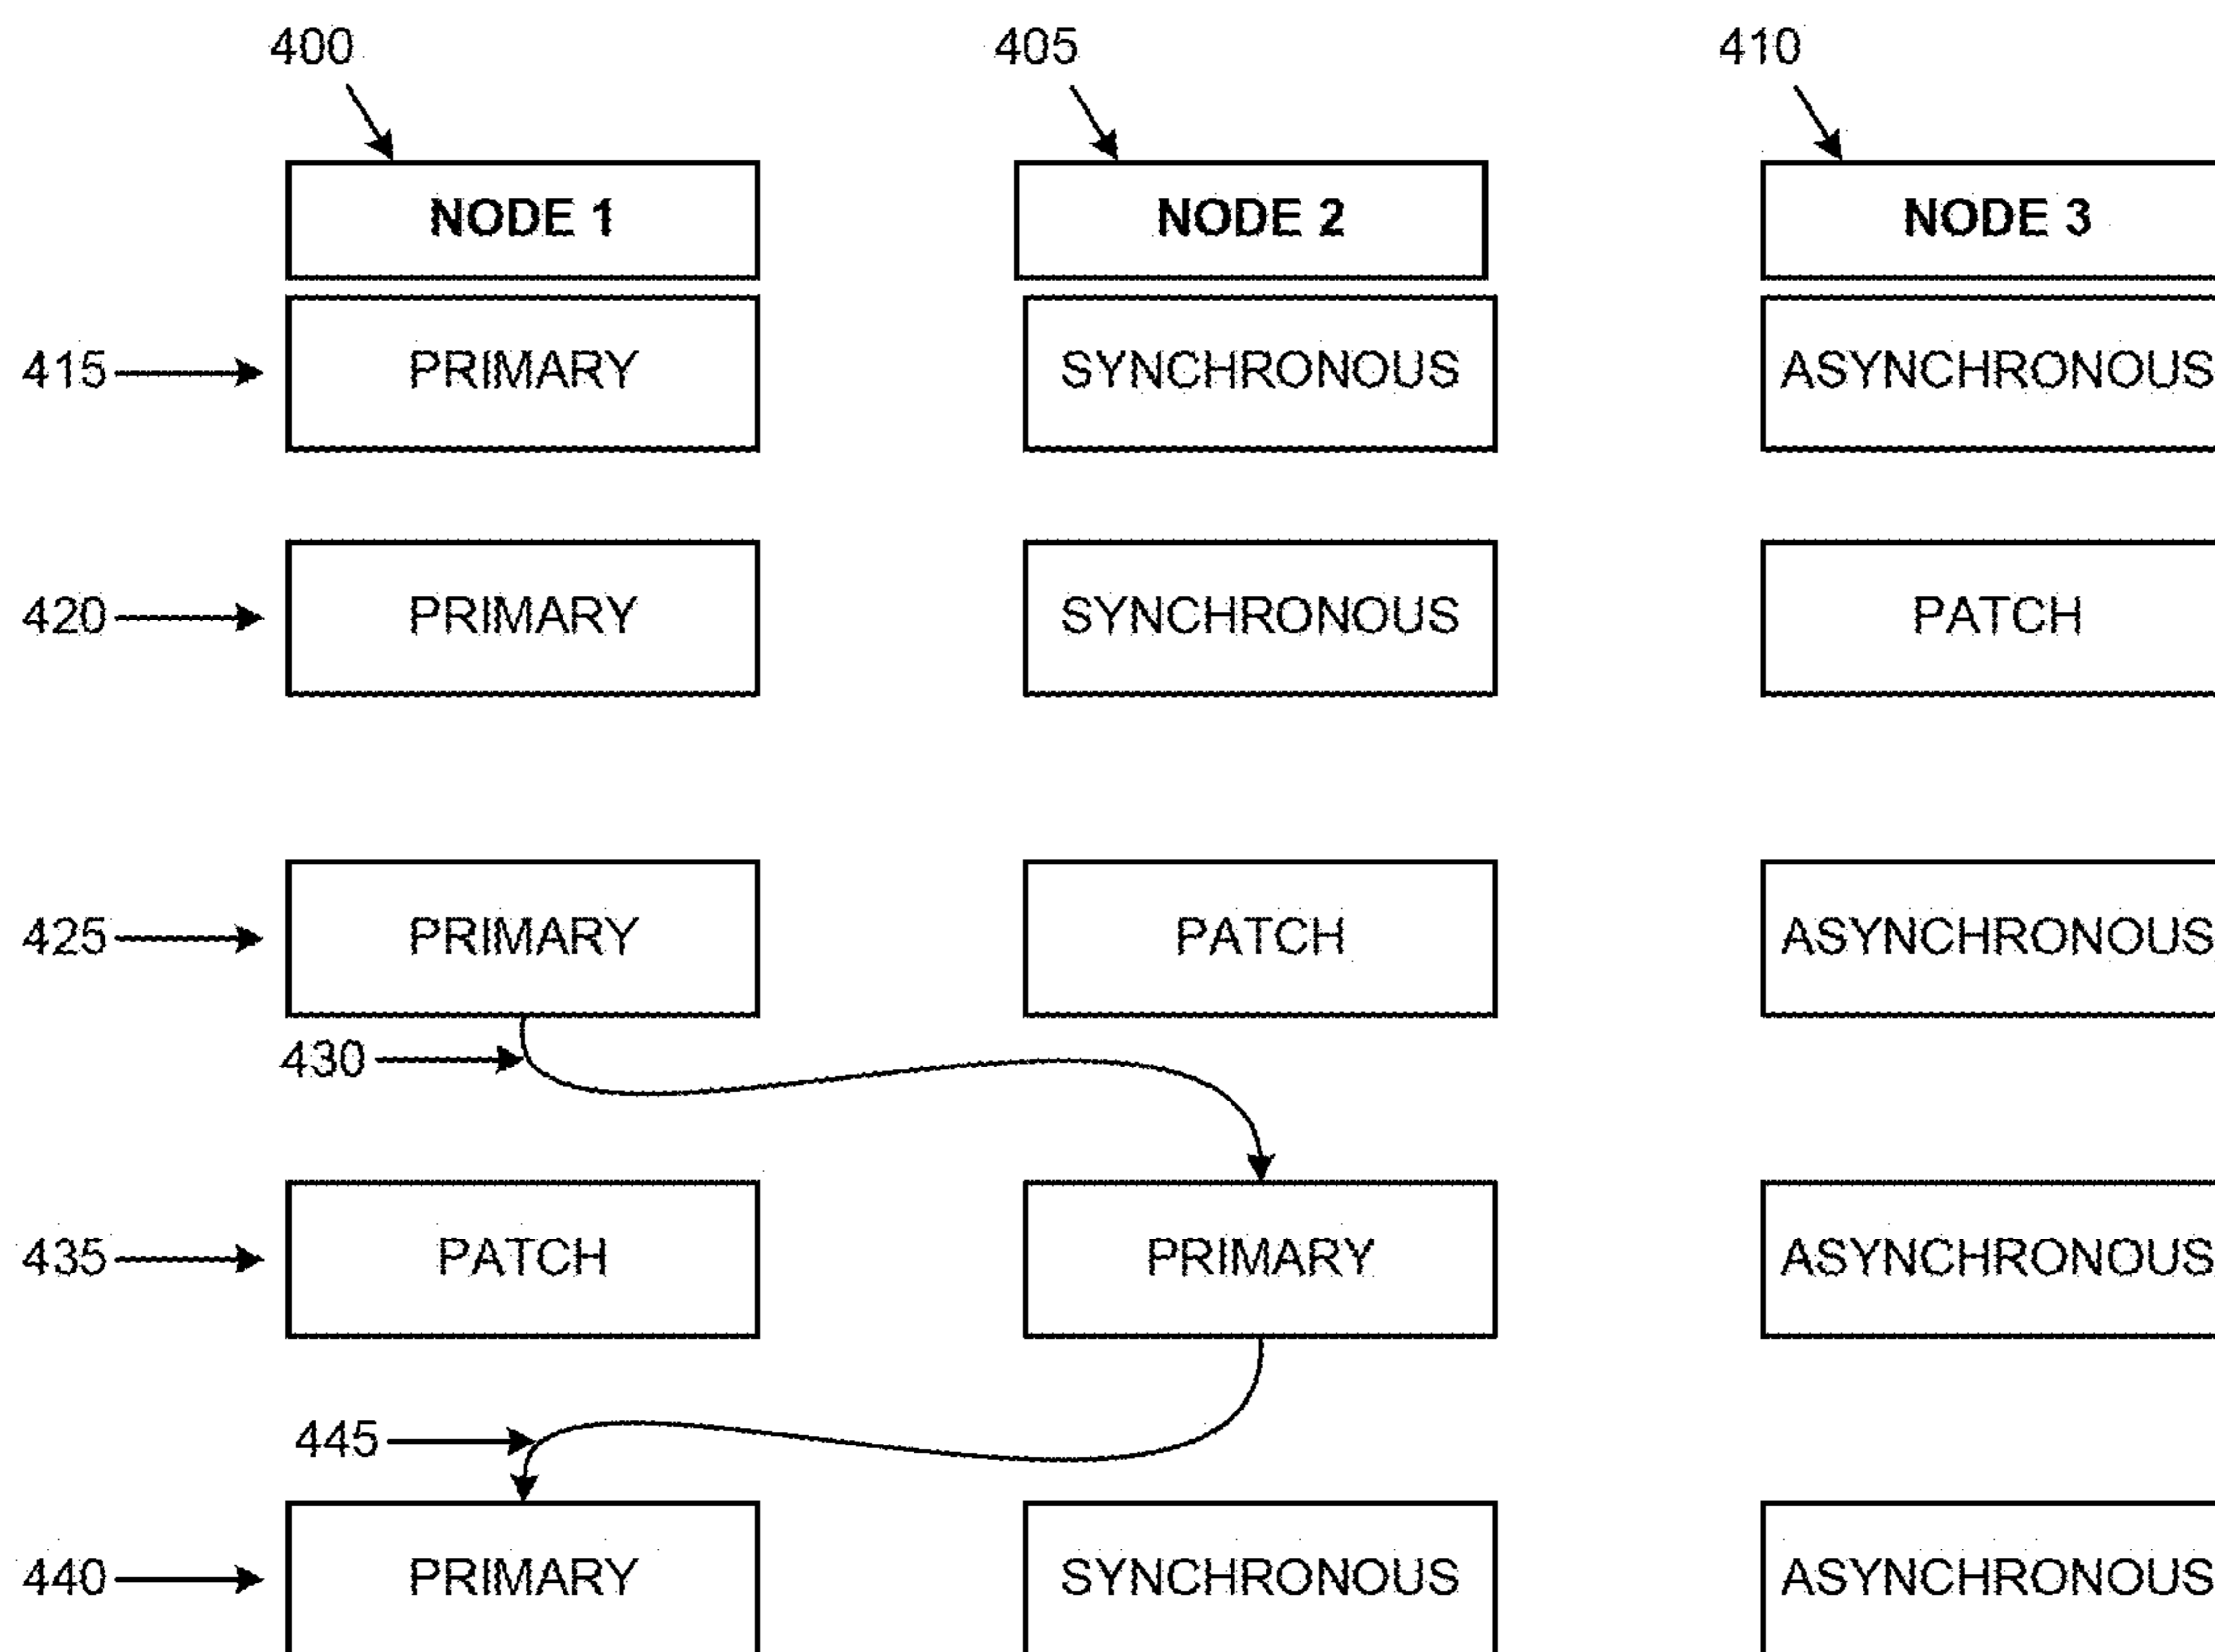 400 405 410
NODE 1 NODE 2 NODE 3
415 PRIMARY SYNCHRONOUS ASYNCHRONOUS
420 PRIMARY SYNCHRONOUS PATCH
425 PRIMARY PATCH ASYNCHRONOUS
430
435 PATCH PRIMARY ASYNCHRONOUS
445
440 PRIMARY SYNCHRONOUS ASYNCHRONOUS